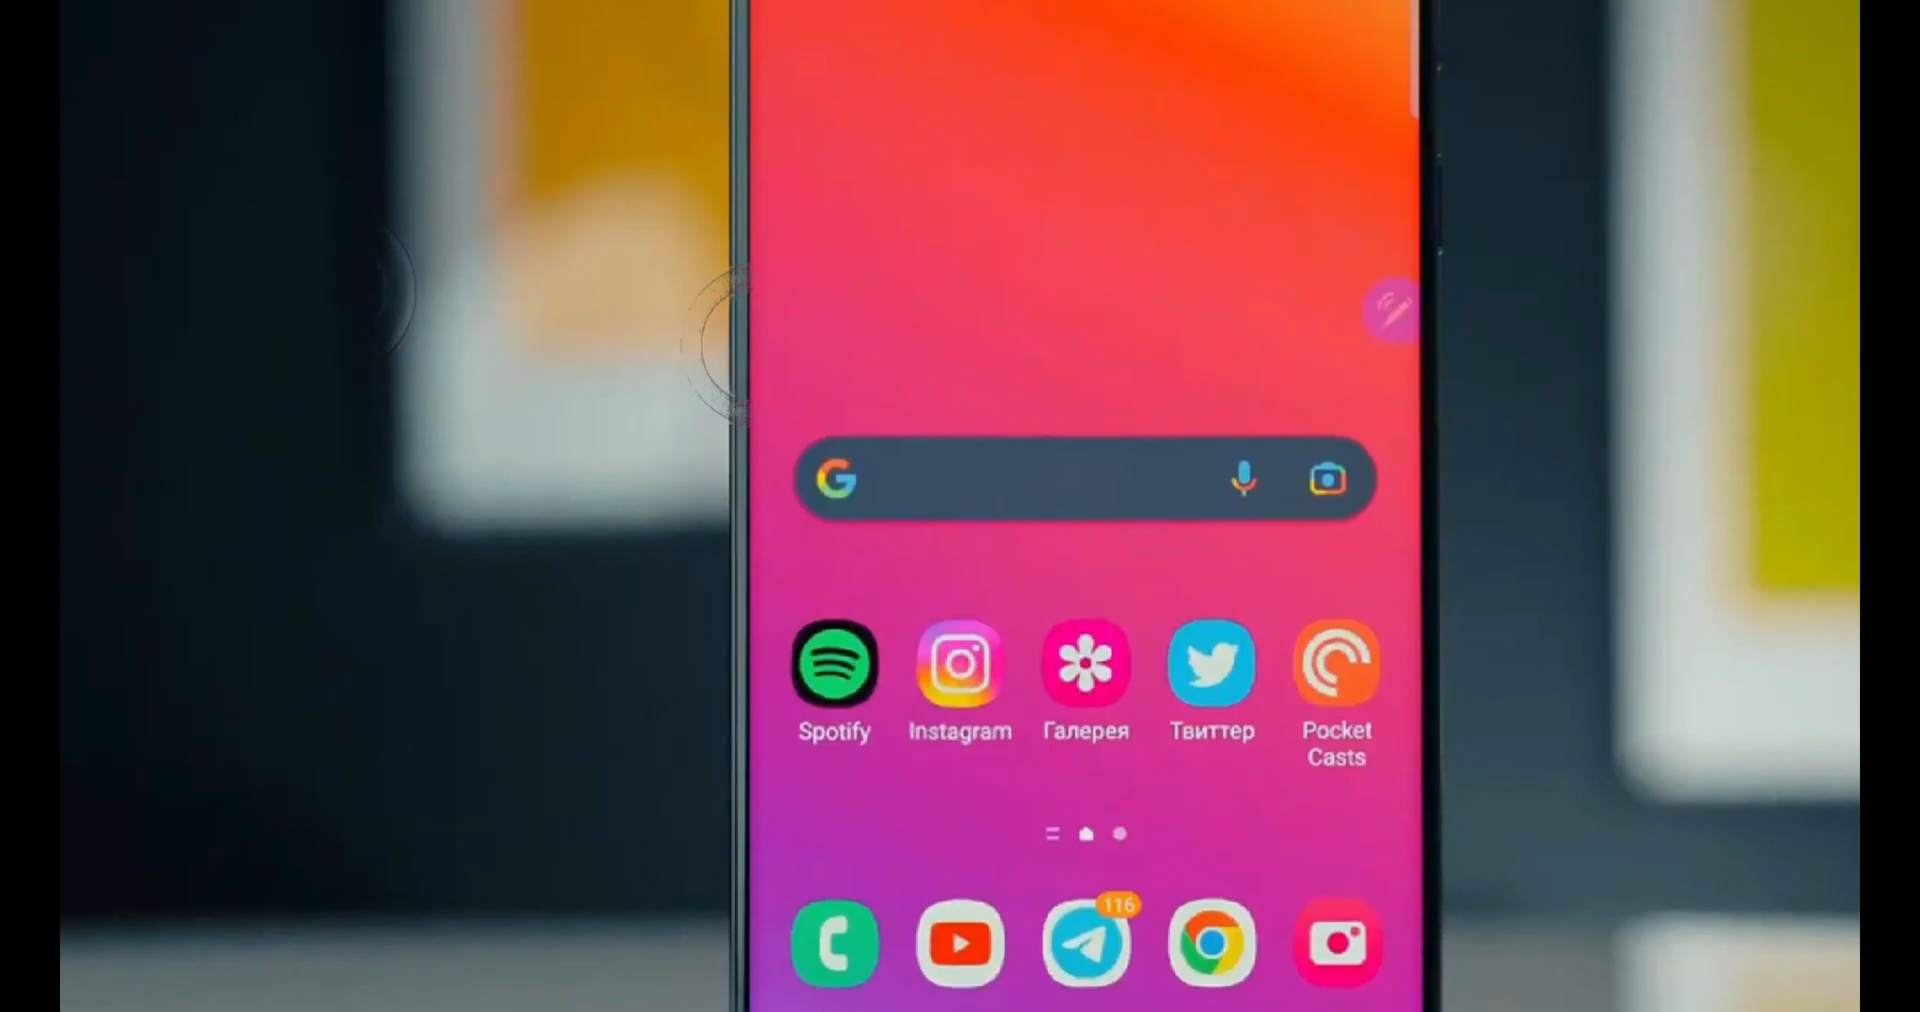 Spotify
Instagram
Галерея
Твиттер
Pocket
Casts
116